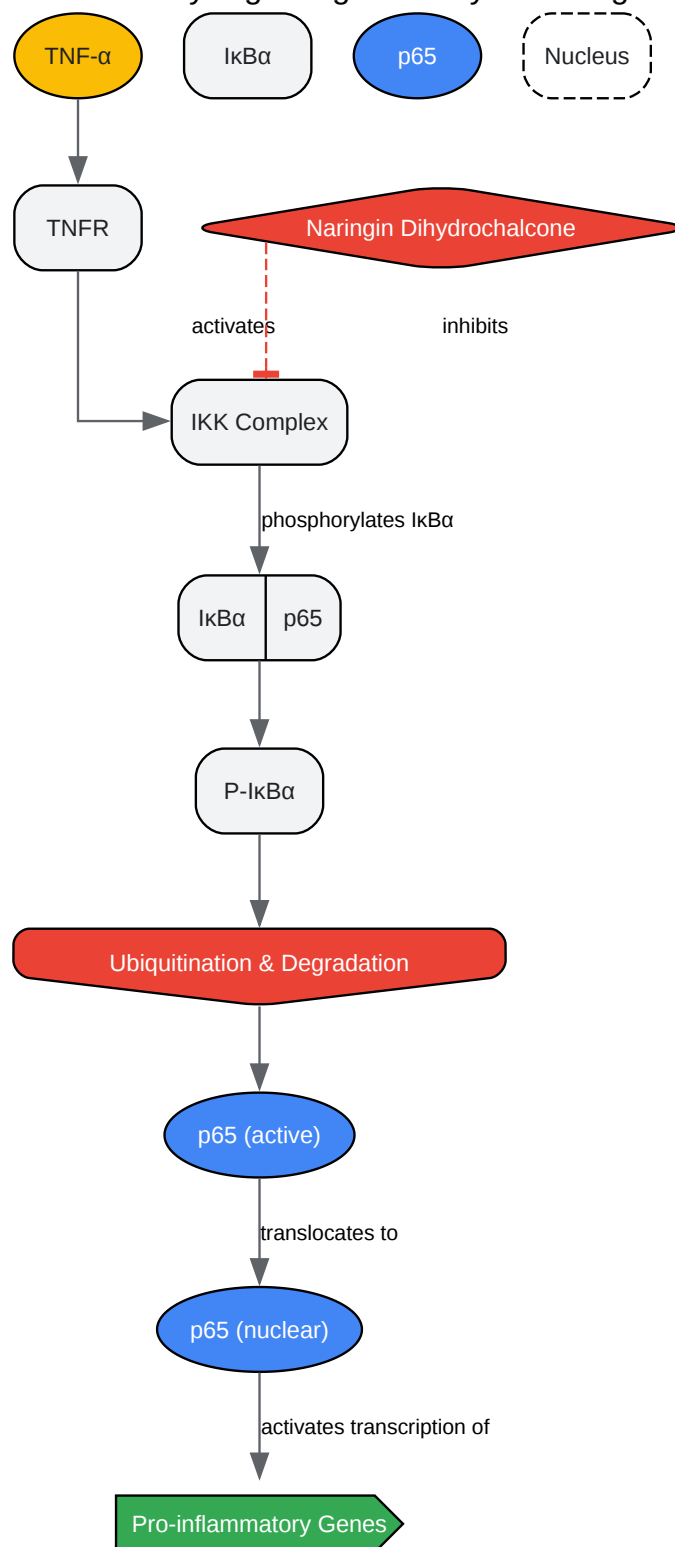 TNF-α
IκBα
p65
Nucleus
TNFR
Naringin Dihydrochalcone
activates
inhibits
IKK Complex
phosphorylates IκBα
IκBα
p65
P-IκBα
Ubiquitination & Degradation
p65 (active)
translocates to
p65 (nuclear)
activates transcription of
Pro-inflammatory Genes